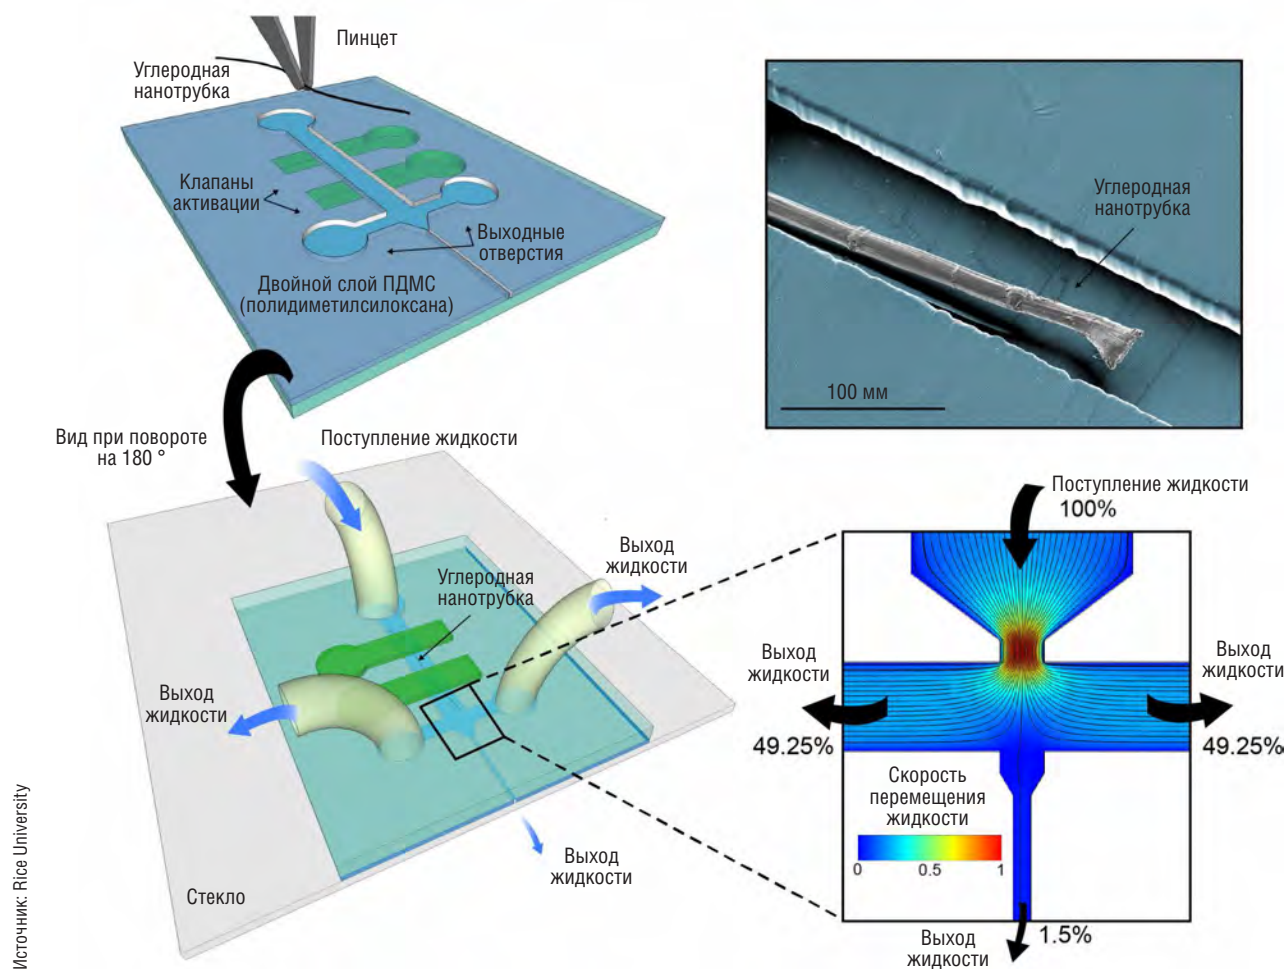 Пинцет
Углеродная
нанотрубка
Клапаны
активации
Выходные
отверстия
Двойной слой ПДМС
(полидиметилсилоксана)
Углеродная
нанотрубка
100 мм
Вид при повороте
на 180 °
Поступление жидкости
Выход
жидкости
Углеродная
нанотрубка
Выход
жидкости
Выход
жидкости
Стекло
Поступление жидкости
100%
Выход
жидкости
49.25%
Выход
жидкости
49.25%
Скорость
перемещения
жидкости
0 0.5 1
Выход
жидкости
1.5%
Источник: Rice University